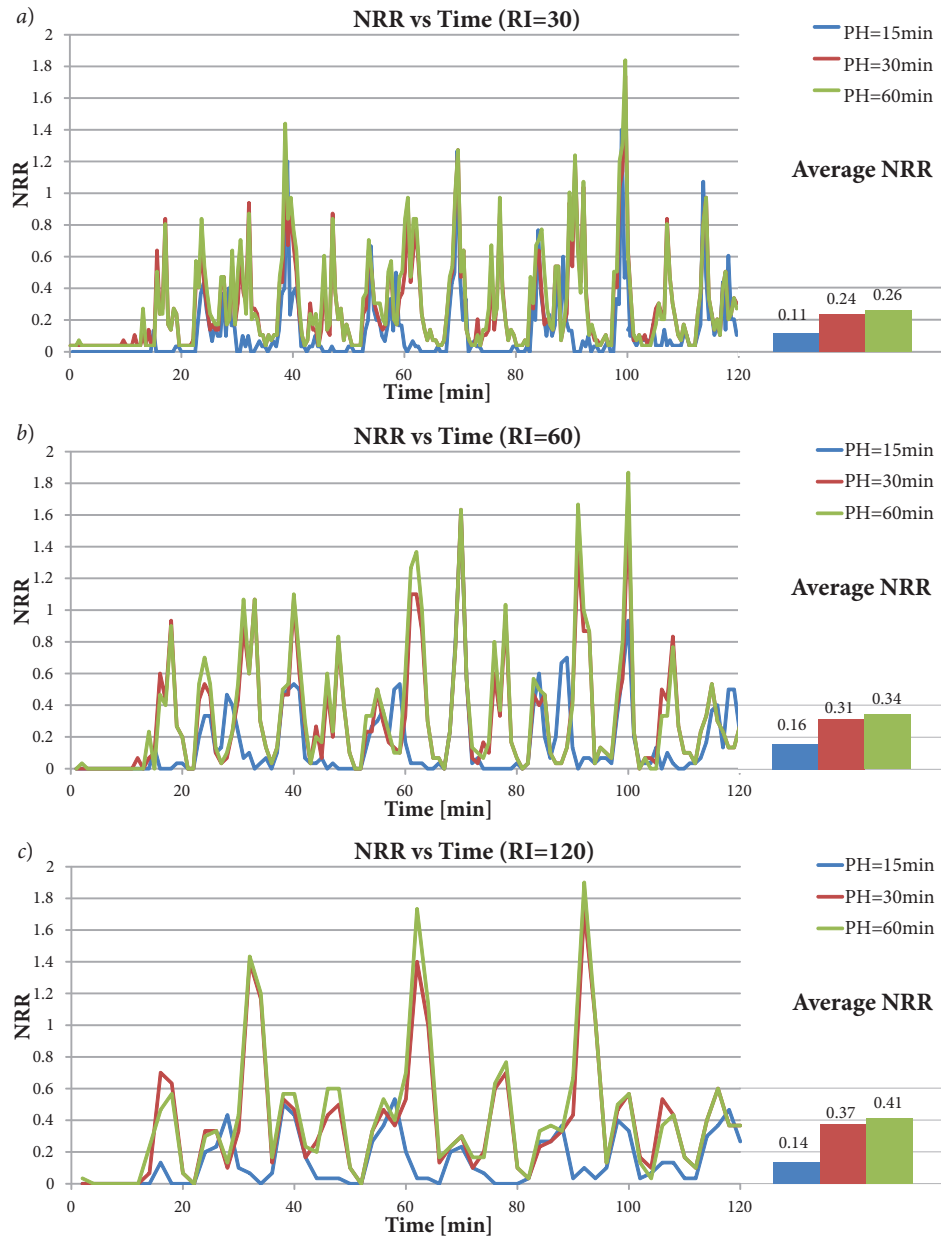 a)
NRR vs Time (RI=30)
2
1.8
1.6
1.4
1.2
1
0.8
0.6
0.4
0.2
0
NRR
0 20 40 60 80 100 120
Time [min]
PH=15min
PH=30min
PH=60min
Average NRR
0.11 0.24 0.26
b)
NRR vs Time (RI=60)
2
1.8
1.6
1.4
1.2
1
0.8
0.6
0.4
0.2
0
NRR
0 20 40 60 80 100 120
Time [min]
PH=15min
PH=30min
PH=60min
Average NRR
0.16 0.31 0.34
c)
NRR vs Time (RI=120)
2
1.8
1.6
1.4
1.2
1
0.8
0.6
0.4
0.2
0
NRR
0 20 40 60 80 100 120
Time [min]
PH=15min
PH=30min
PH=60min
Average NRR
0.14 0.37 0.41